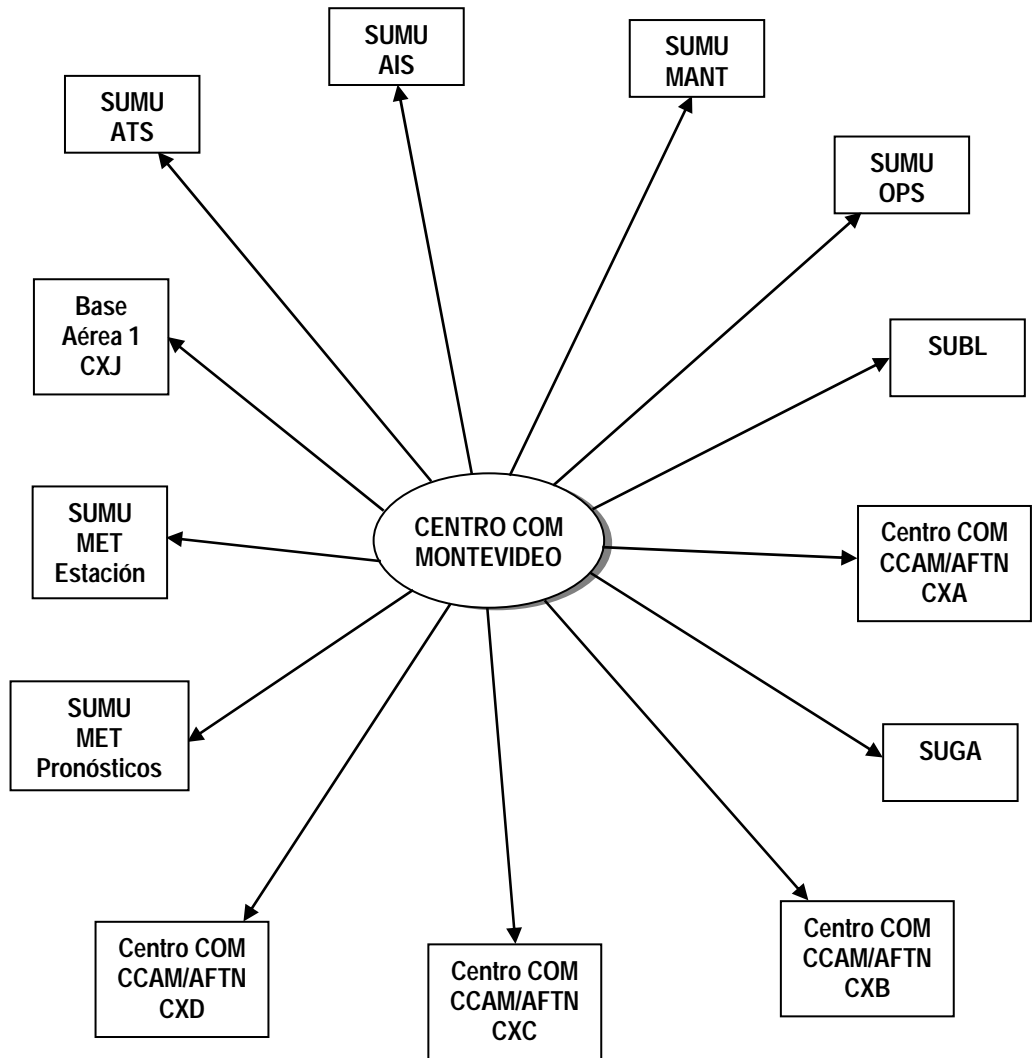 SUMU
AIS
SUMU
MANT
SUMU
ATS
SUMU
OPS
Base
Aérea 1
CXJ
SUBL
SUMU
MET
Estación
CENTRO COM
MONTEVIDEO
Centro COM
CCAM/AFTN
CXA
SUMU
MET
Pronósticos
SUGA
Centro COM
CCAM/AFTN
CXD
Centro COM
CCAM/AFTN
CXC
Centro COM
CCAM/AFTN
CXB